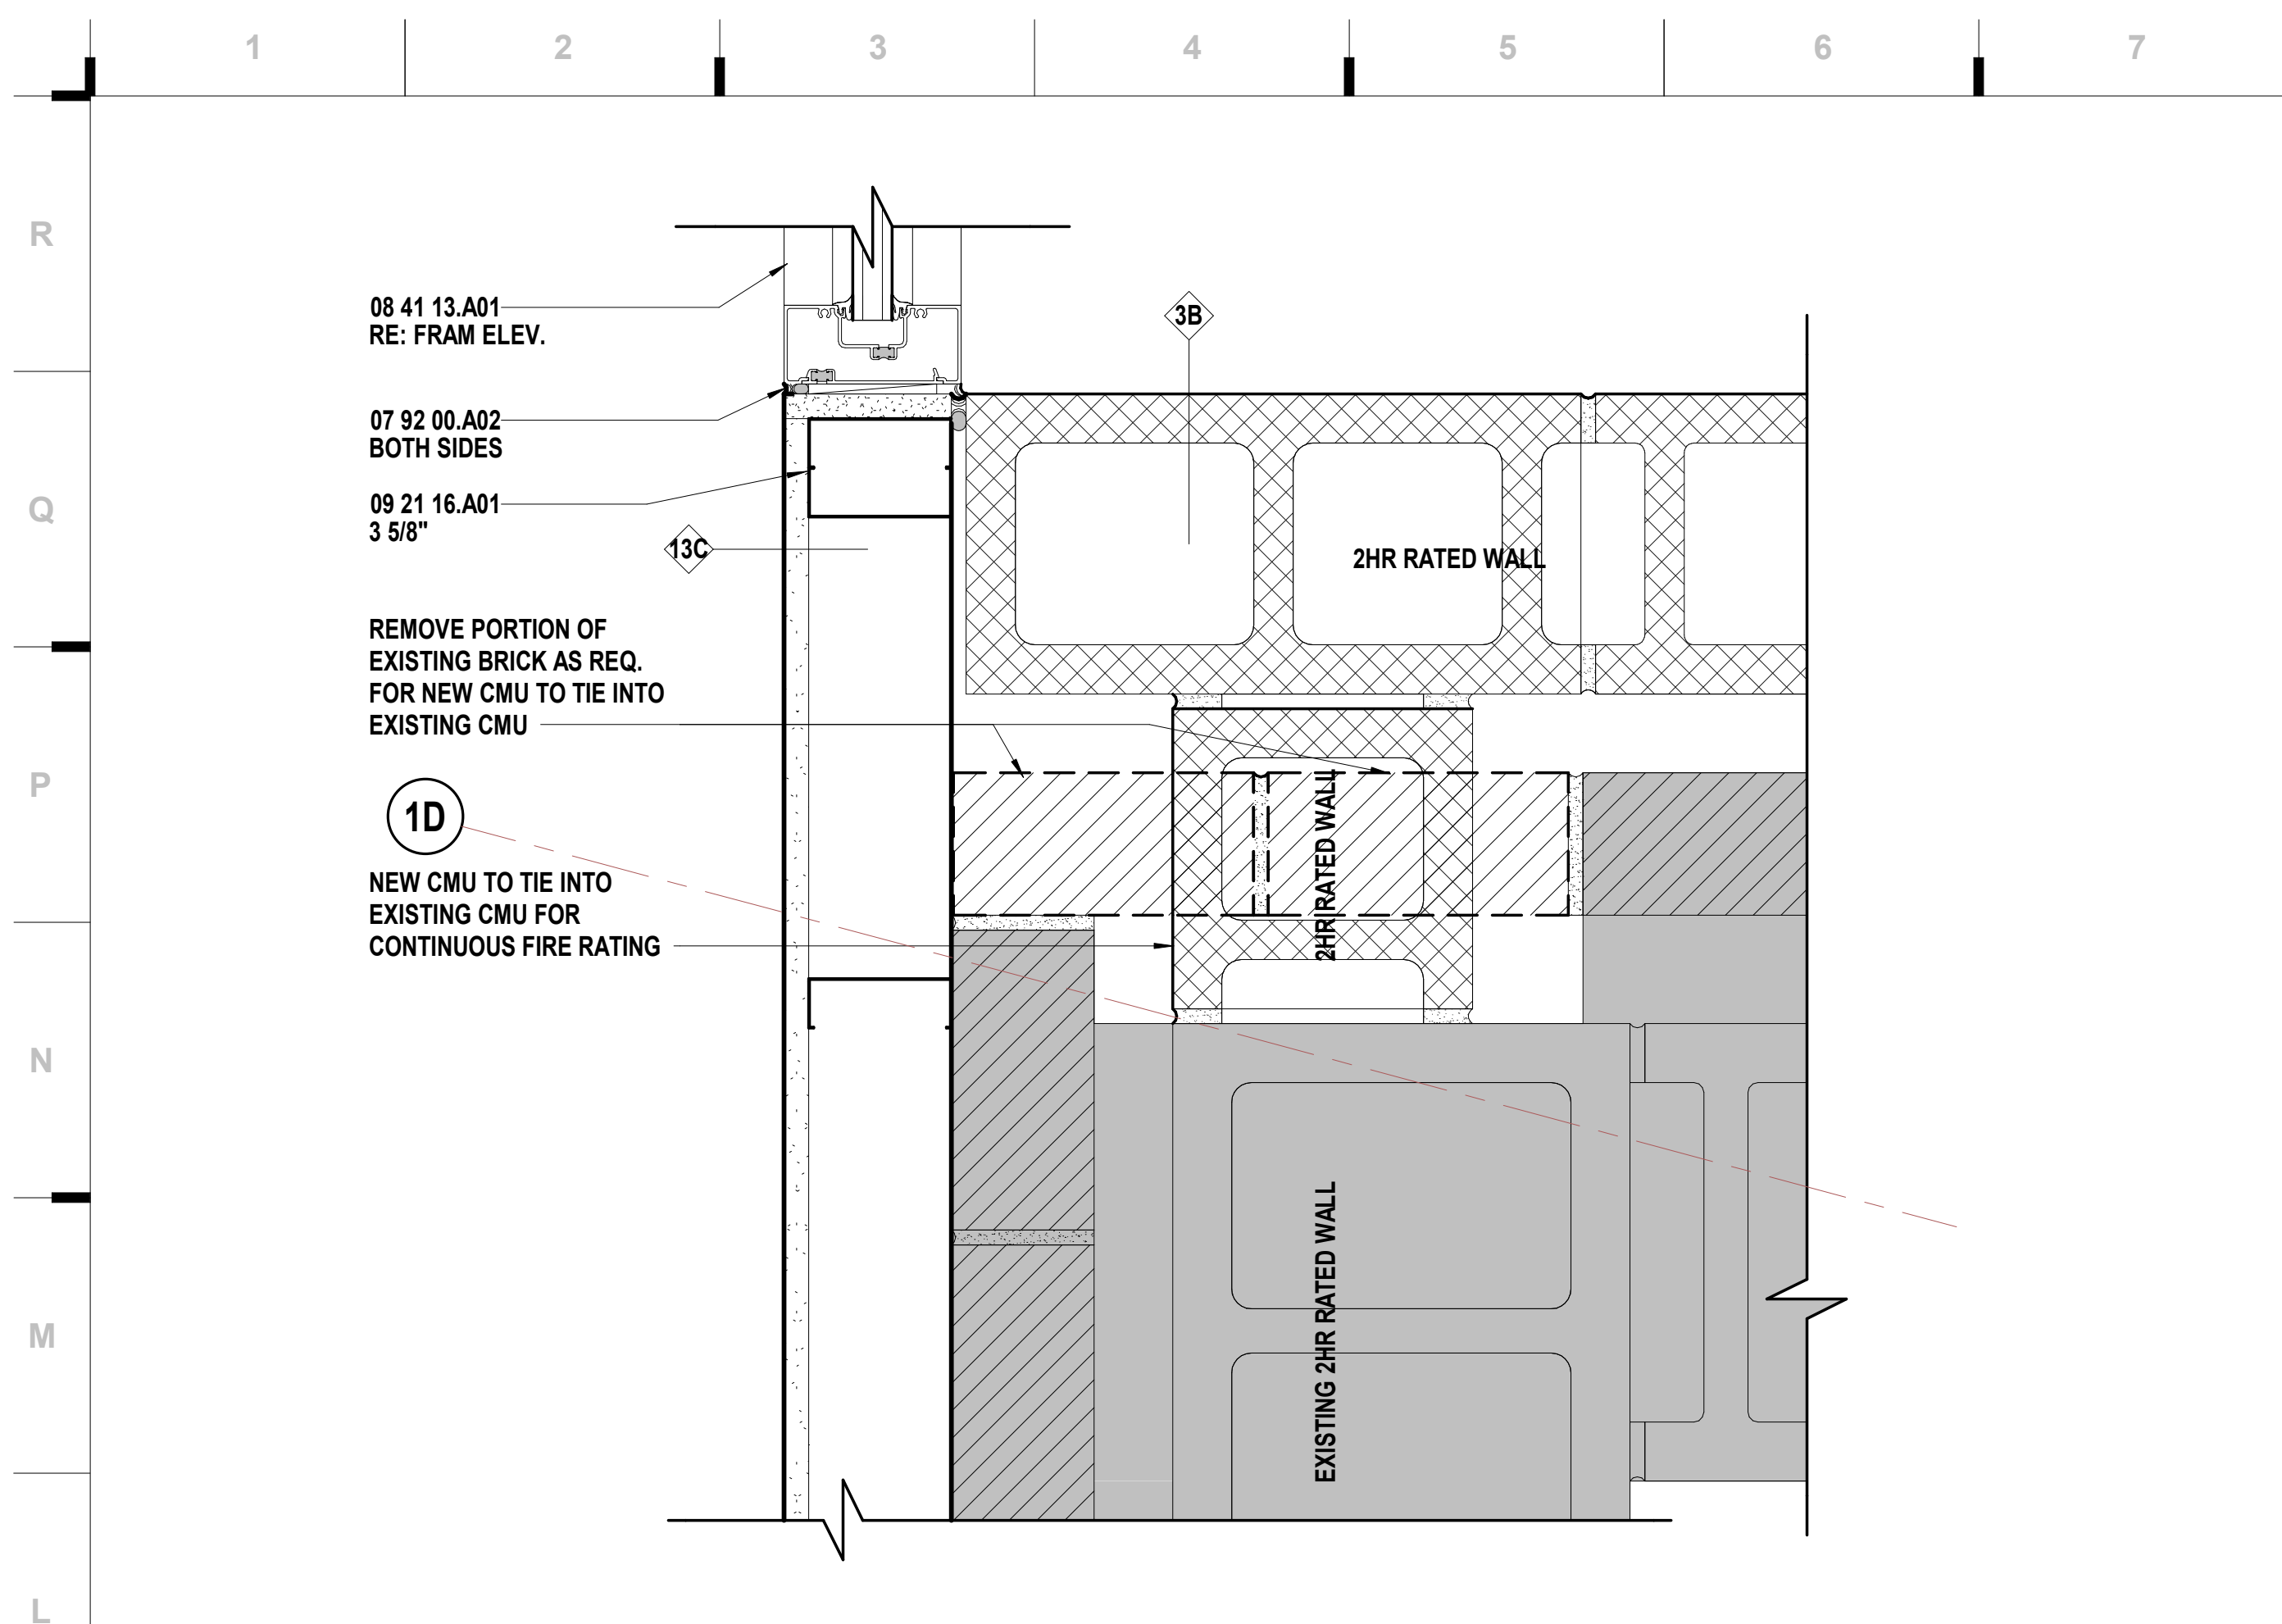 1 2 3 4 5 6 7
R
Q
P
N
M
L
08 41 13.A01
RE: FRAM ELEV.
3B
07 92 00.A02
BOTH SIDES
09 21 16.A01
3 5/8"
13C
2HR RATED WALL
REMOVE PORTION OF
EXISTING BRICK AS REQ.
FOR NEW CMU TO TIE INTO
EXISTING CMU
1D
2HR RATED WALL
NEW CMU TO TIE INTO
EXISTING CMU FOR
CONTINUOUS FIRE RATING
EXISTING 2HR RATED WALL